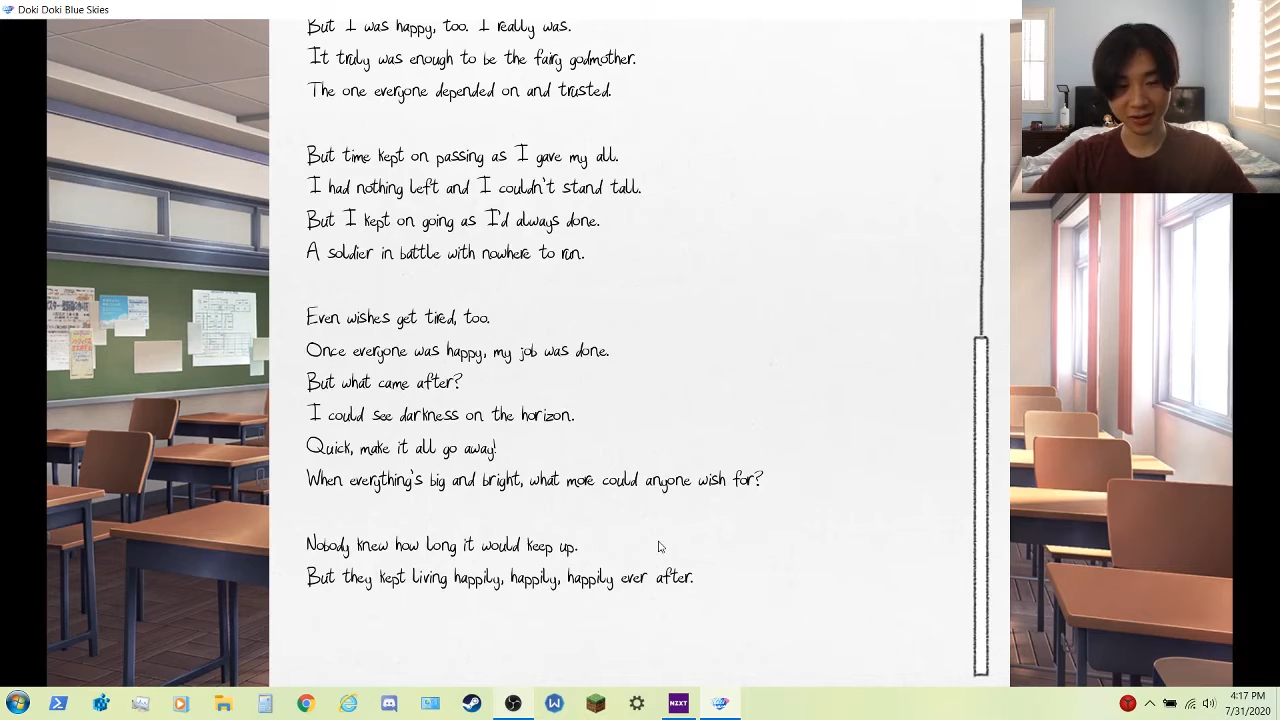 Doki Doki Blue Skies
But I was happy, too. I really was.
It truly was enough to be the fairy godmother.
The one everyone depended on and trusted.
But time kept on passing as I gave my all.
I had nothing left and I couldn't stand tall.
But I kept on going as I'd always done.
A soldier in battle with nowhere to run.
Even wishes get tired, too.
Once everyone was happy, my job was done.
But what came after?
I could see darkness on the horizon.
Quick, make it all go away!
When everything's big and bright, what more could anyone wish for?
Nobody knew how long it would keep up.
But they kept living happily, happily, happily ever after.
NZXT
4:17 PM
7/31/2020